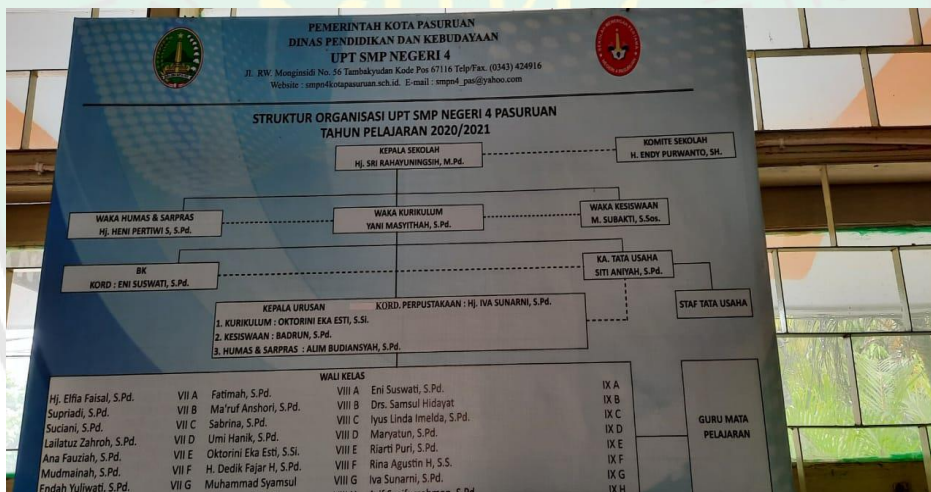 PEMERINTAH KOTA PASURUAN
DINAS PENDIDIKAN DAN KEBUDAYAAN
UPT SMP NEGERI 4
Jl. RW. Monginsidi No. 56 Tambakyudan Kode Pos 67116 Telp/Fax. (0343) 424916
Website : smpn4kotapasuruan.sch.id. E-mail : smpn4_pas@yahoo.com
STRUKTUR ORGANISASI UPT SMP NEGERI 4 PASURUAN
TAHUN PELAJARAN 2020/2021
KEPALA SEKOLAH
Hj. SRI RAHAYUNINGSIH, M.Pd.
KOMITE SEKOLAH
H. ENDY PURWANTO, SH.
WAKA HUMAS & SARPRAS
Hj. HENI PERTIWI S, S.Pd.
WAKA KURIKULUM
YANI MASYITHAH, S.Pd.
WAKA KESISWAAN
M. SUBAKTI, S.Sos.
BK
KORD : ENI SUSWATI, S.Pd.
KA. TATA USAHA
SITI ANIYAH, S.Pd.
STAF TATA USAHA
KEPALA URUSAN KORD. PERPUSTAKAAN : Hj. IVA SUNARNI, S.Pd.
1. KURIKULUM : OKTORINI EKA ESTI, S.Si.
2. KESISWAAN : BADRUN, S.Pd.
3. HUMAS & SARPRAS : ALIM BUDIANSYAH, S.Pd.
WALI KELAS
Hj. Elfia Faisal, S.Pd. VII A Fatimah, S.Pd. VIII A Eni Suswati, S.Pd. IX A
Supriadi, S.Pd. VII B Ma'ruf Anshori, S.Pd. VIII B Drs. Samsul Hidayat IX B
Suciani, S.Pd. VII C Sabrina, S.Pd. VIII C Iyus Linda Imelda, S.Pd. IX C
Lailatuz Zahroh, S.Pd. VII D Umi Hanik, S.Pd. VIII D Maryatun, S.Pd. IX D
Ana Fauziah, S.Pd. VII E Oktorini Eka Esti, S.Si. VIII E Riarti Puri, S.Pd. IX E
Mudmainah, S.Pd. VII F H. Dedik Fajar H, S.Pd. VIII F Rina Agustin H, S.S. IX F
Endah Yuliwati, S.Pd. VII G Muhammad Syamsul VIII G Iva Sunarni, S.Pd. IX G
IX H
GURU MATA
PELAJARAN